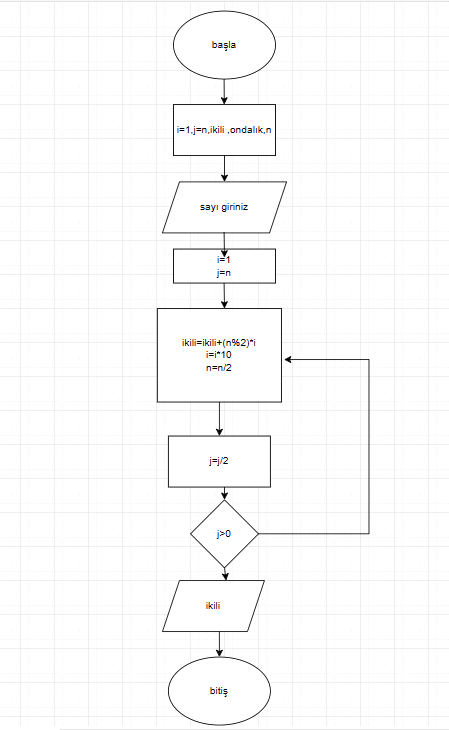 başla
i=1,j=n,ikili ,ondalık,n
sayı giriniz
i=1
j=n
ikili=ikili+(n%2)*i
i=i*10
n=n/2
j=j/2
j>0
ikili
bitiş